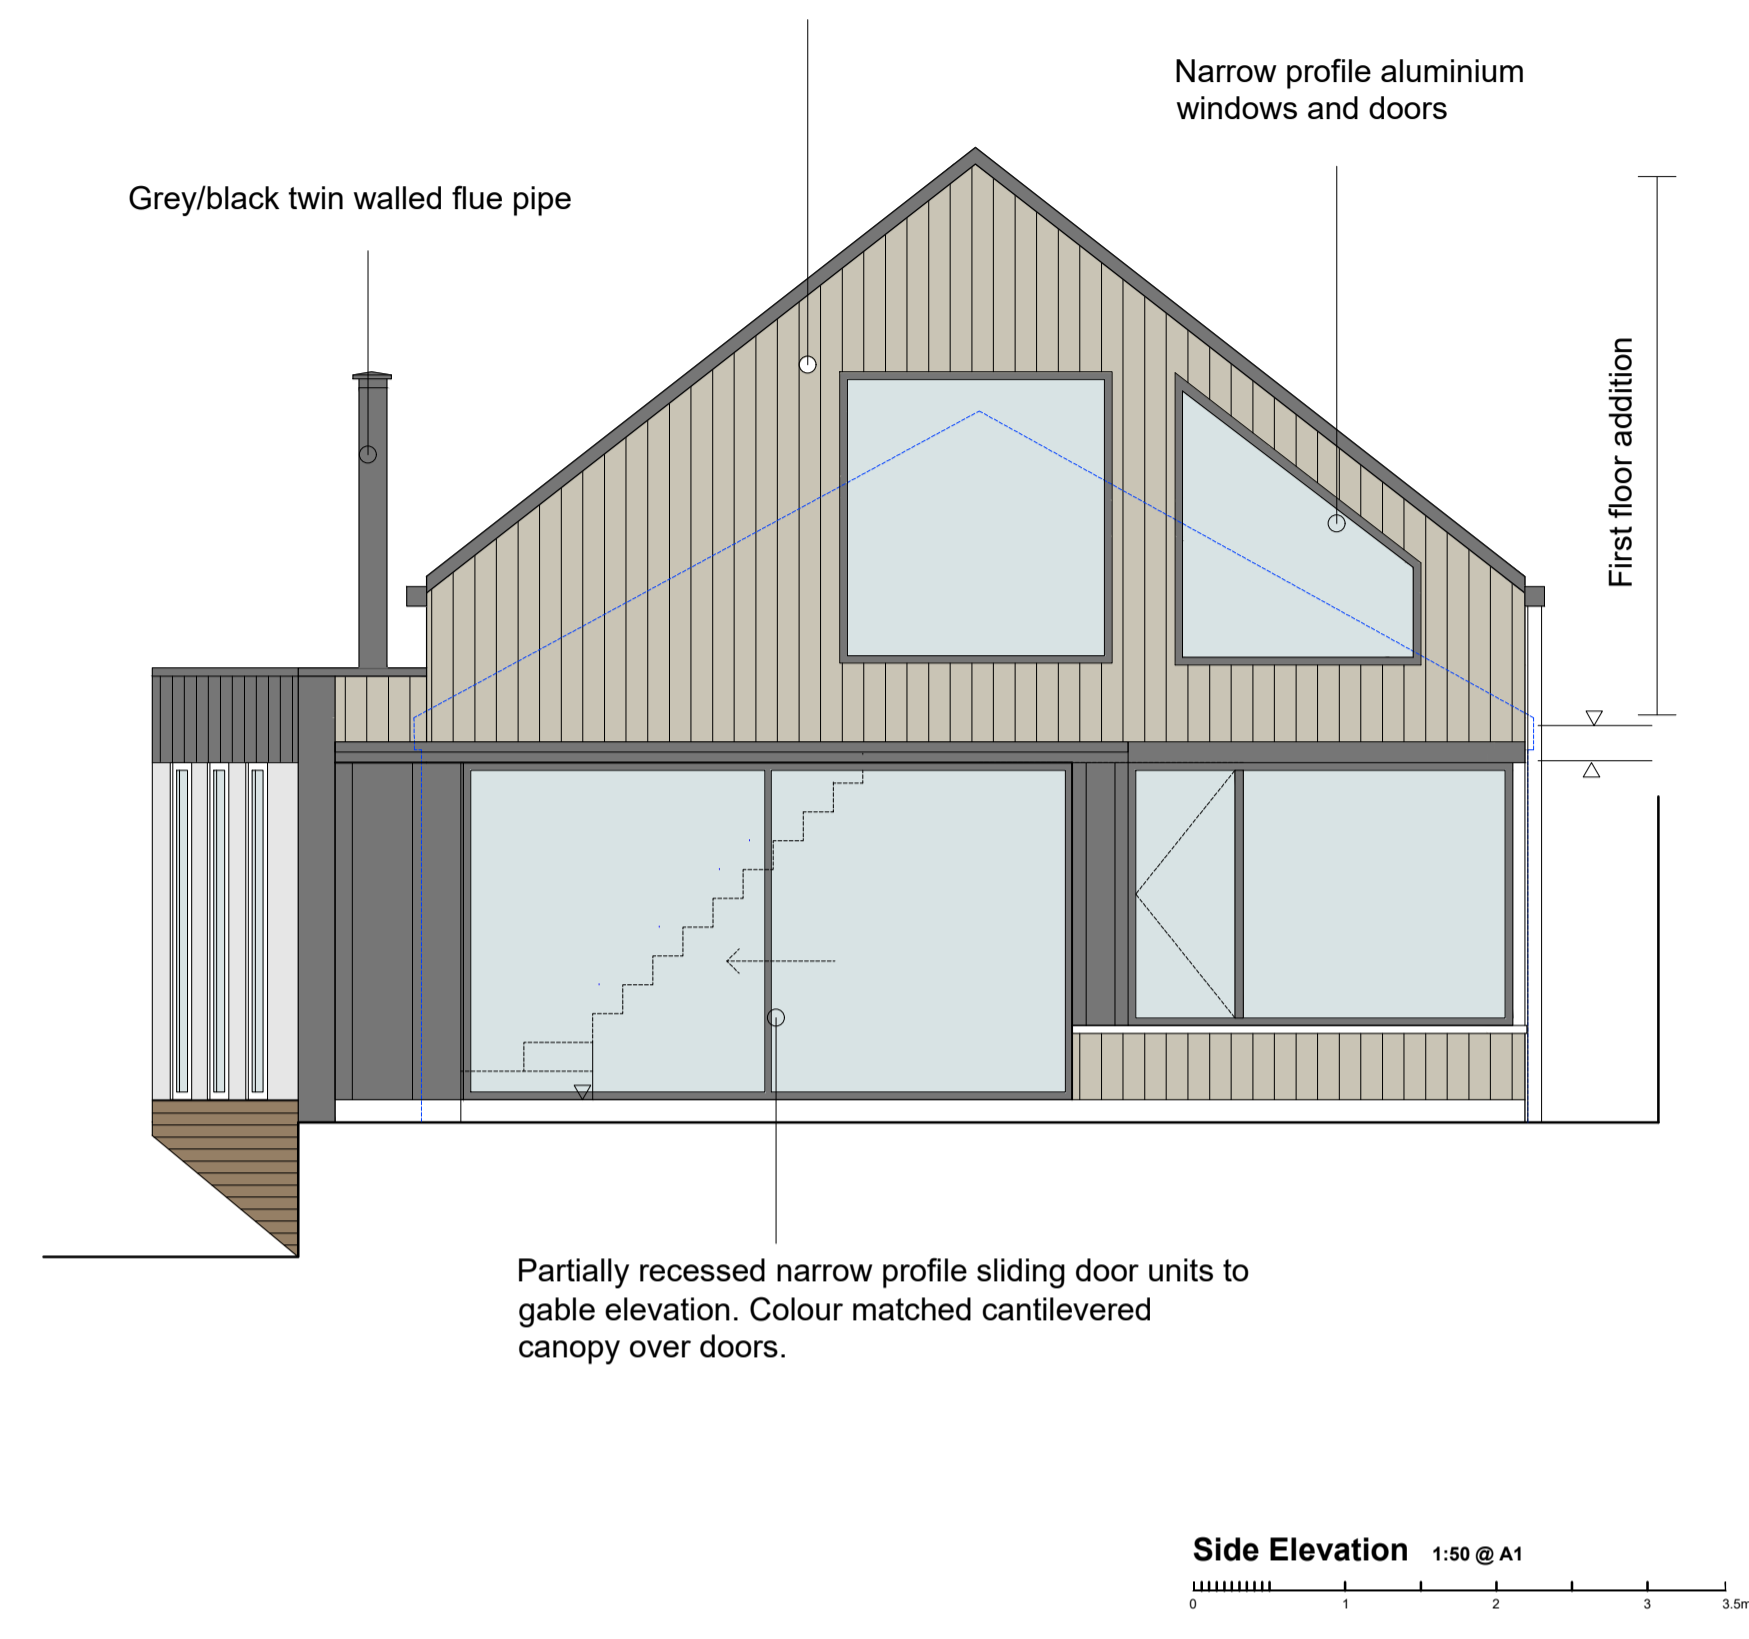 Narrow profile aluminium
windows and doors
Grey/black twin walled flue pipe
First floor addition
Partially recessed narrow profile sliding door units to
gable elevation. Colour matched cantilevered
canopy over doors.
Side Elevation 1:50 @ A1
0 1 2 3 3.5m